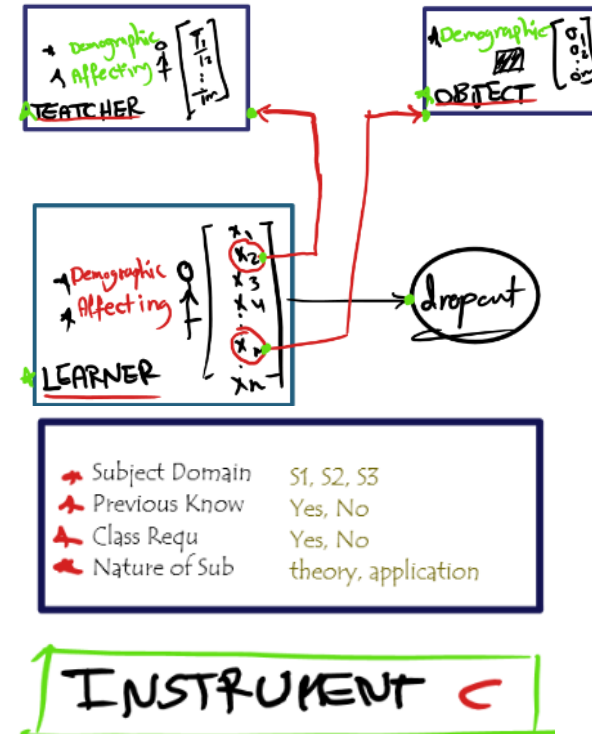 Demographic
Affecting
T1
T2
⋮
Tm
TEATCHER
Demographic
O1
O2
⋮
Om
OBJECT
x1
x2
x3
x4
⋮
xn
Demographic
Affecting
LEARNER
dropout
Subject Domain S1, S2, S3
Previous Know Yes, No
Class Requ Yes, No
Nature of Sub theory, application
INSTRUMENT C